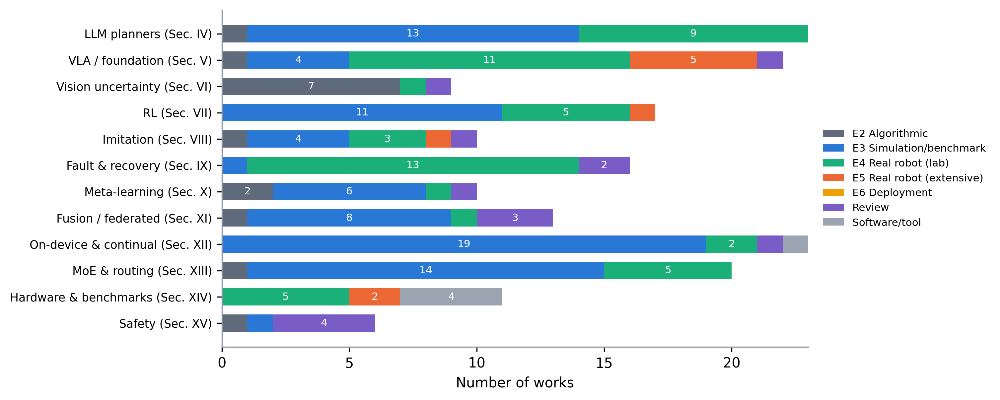 LLM planners (Sec. IV) 13 9
VLA / foundation (Sec. V) 4 11 5
Vision uncertainty (Sec. VI) 7
RL (Sec. VII) 11 5
Imitation (Sec. VIII) 4 3
Fault & recovery (Sec. IX) 13 2
Meta-learning (Sec. X) 2 6
Fusion / federated (Sec. XI) 8 3
On-device & continual (Sec. XII) 19 2
MoE & routing (Sec. XIII) 14 5
Hardware & benchmarks (Sec. XIV) 5 2 4
Safety (Sec. XV) 4
0 5 10 15 20
Number of works
E2 Algorithmic
E3 Simulation/benchmark
E4 Real robot (lab)
E5 Real robot (extensive)
E6 Deployment
Review
Software/tool